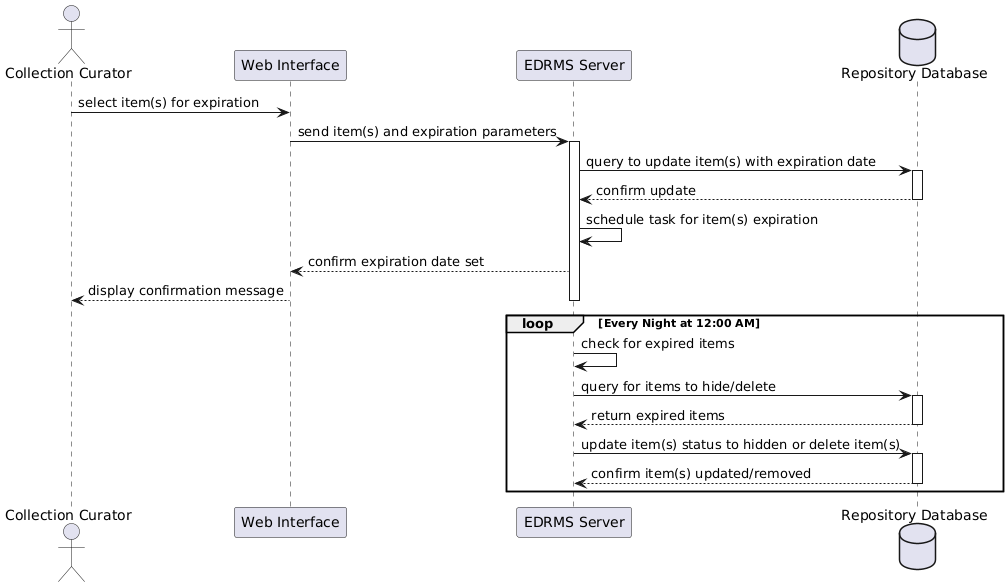 Collection Curator
Web Interface
EDRMS Server
Repository Database
select item(s) for expiration
send item(s) and expiration parameters
query to update item(s) with expiration date
confirm update
schedule task for item(s) expiration
confirm expiration date set
display confirmation message
loop [Every Night at 12:00 AM]
check for expired items
query for items to hide/delete
return expired items
update item(s) status to hidden or delete item(s)
confirm item(s) updated/removed
Collection Curator
Web Interface
EDRMS Server
Repository Database